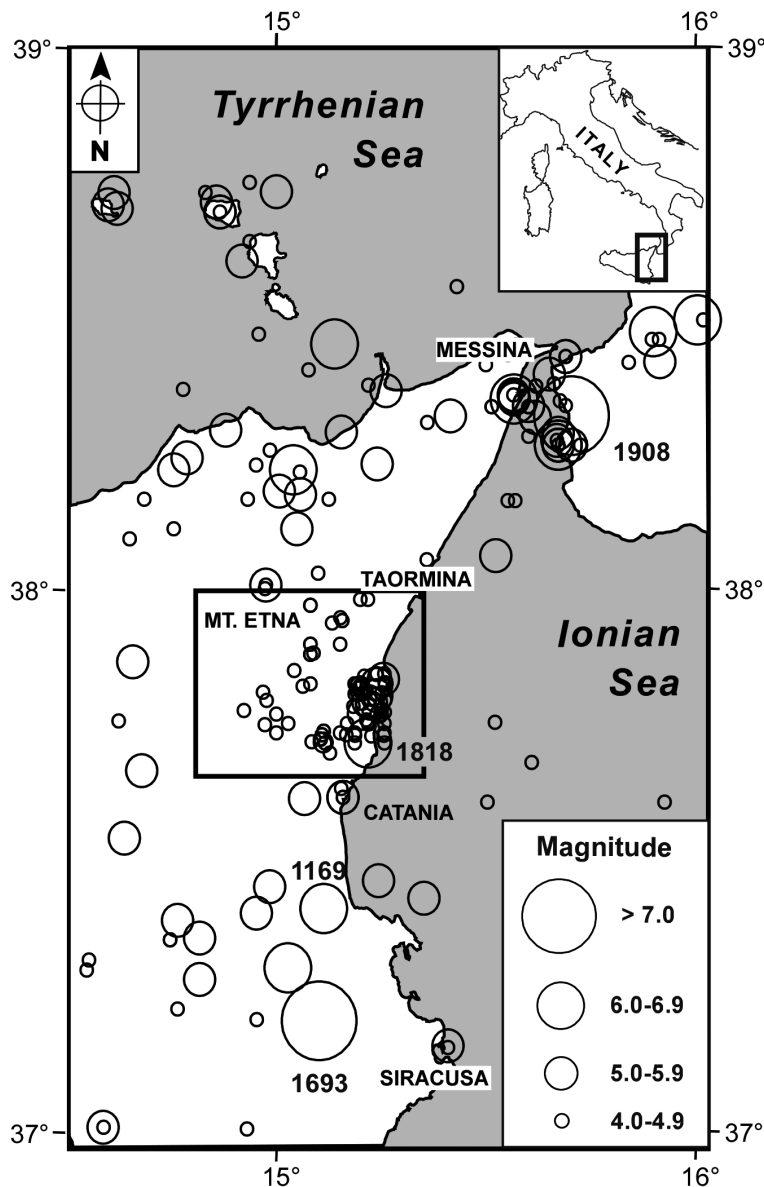 15°
16°
39°
39°
N
Tyrrhenian
Sea
ITALY
MESSINA
1908
38°
38°
TAORMINA
MT. ETNA
Ionian
Sea
1818
CATANIA
1169
1693
SIRACUSA
Magnitude
> 7.0
6.0-6.9
5.0-5.9
4.0-4.9
37°
37°
15°
16°